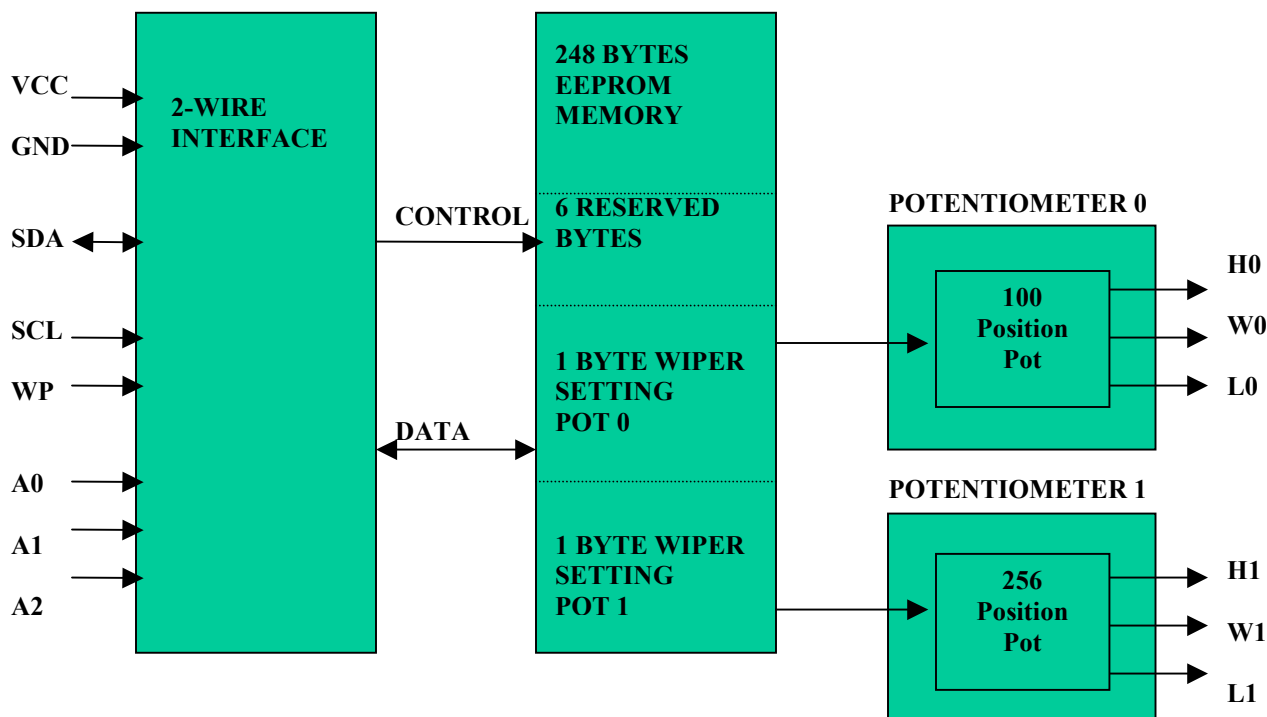 VCC
GND
SDA
SCL
WP
A0
A1
A2
2-WIRE
INTERFACE
CONTROL
DATA
248 BYTES
EEPROM
MEMORY
6 RESERVED
BYTES
1 BYTE WIPER
SETTING
POT 0
1 BYTE WIPER
SETTING
POT 1
POTENTIOMETER 0
100
Position
Pot
H0
W0
L0
POTENTIOMETER 1
256
Position
Pot
H1
W1
L1